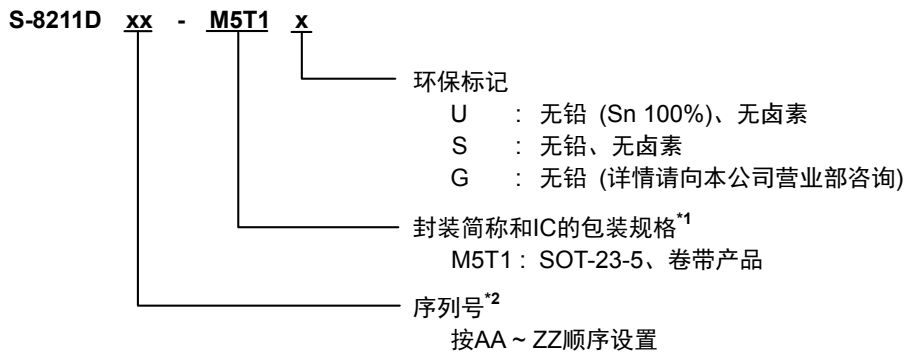 S-8211D xx - M5T1 x
环保标记
U : 无铅 (Sn 100%)、无卤素
S : 无铅、无卤素
G : 无铅 (详情请向本公司营业部咨询)
封装简称和IC的包装规格*1
M5T1 : SOT-23-5、卷带产品
序列号*2
按AA ~ ZZ顺序设置